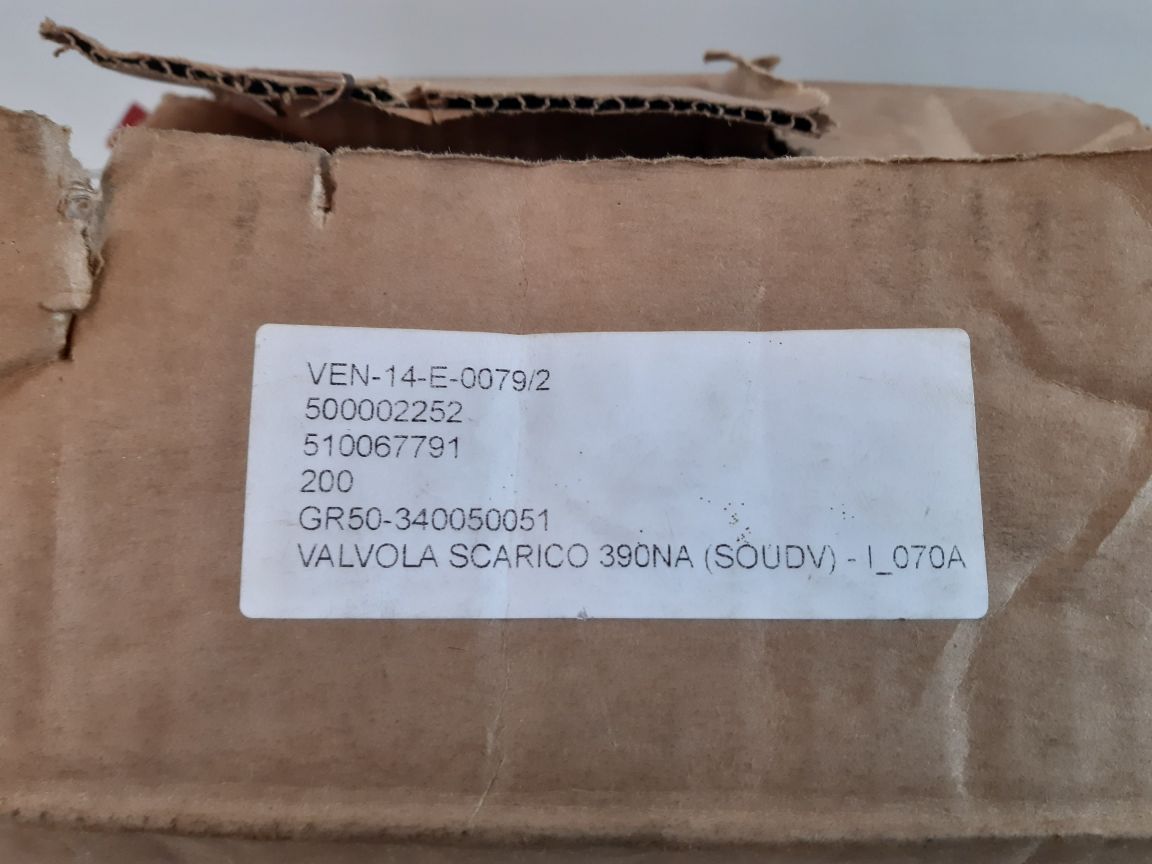 VEN-14-E-0079/2
500002252
510067791
200
GR50-340050051
VALVOLA SCARICO 390NA (SOUDV) - I_070A